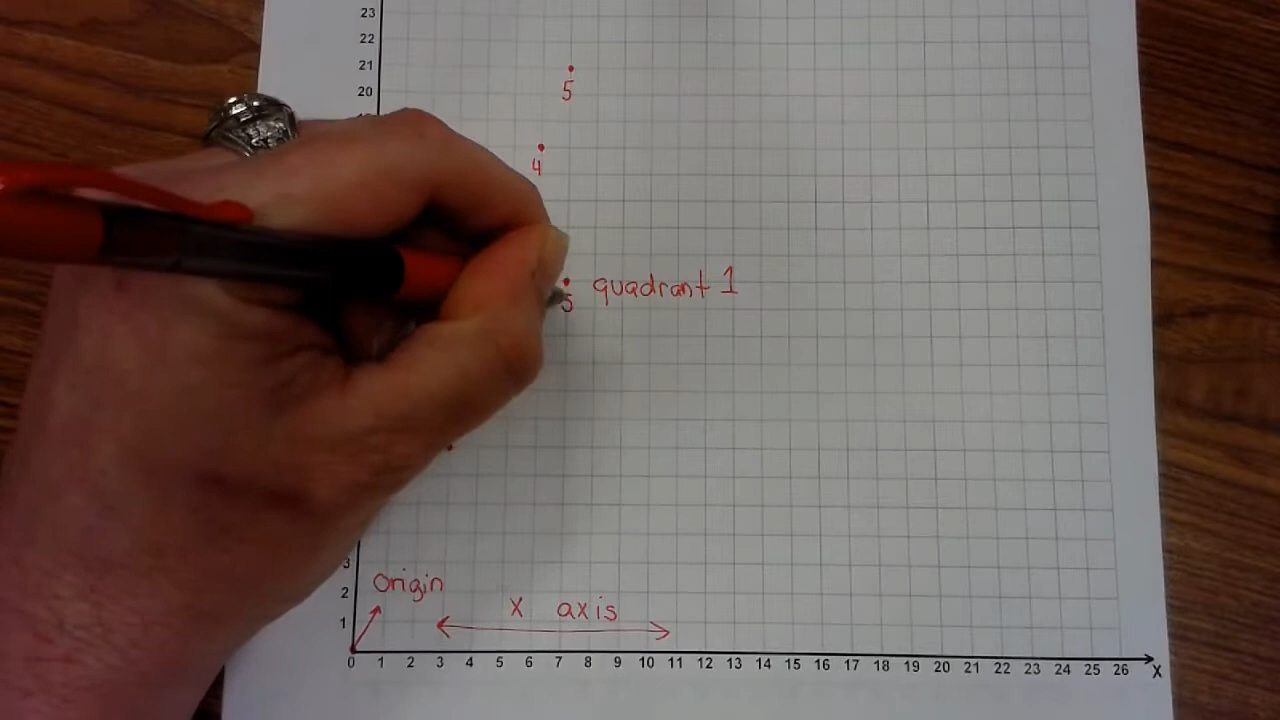 23
22
21
20
5
4
5 quadrant 1
3
2
1
origin
x axis
0 1 2 3 4 5 6 7 8 9 10 11 12 13 14 15 16 17 18 19 20 21 22 23 24 25 26 X